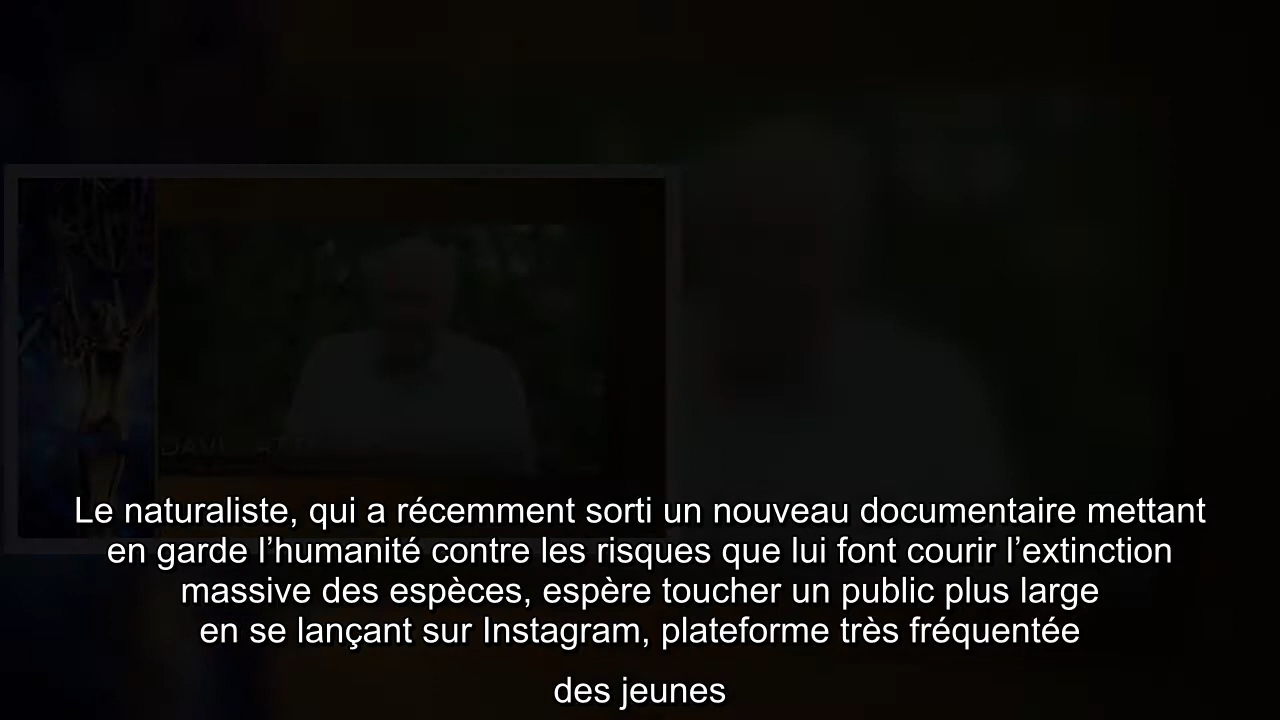 DAVI
Le naturaliste, qui a récemment sorti un nouveau documentaire mettant
en garde l’humanité contre les risques que lui font courir l’extinction
massive des espèces, espère toucher un public plus large
en se lançant sur Instagram, plateforme très fréquentée
des jeunes